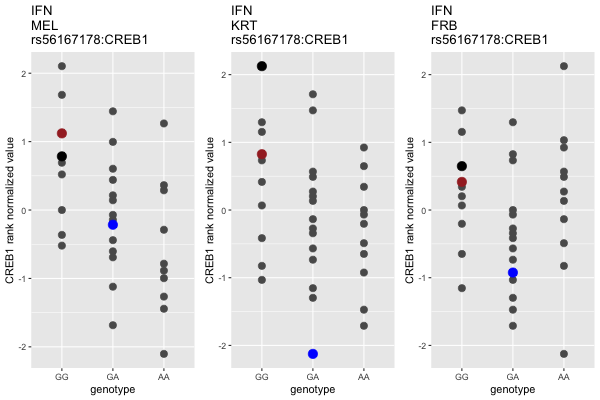 IFN
MEL
rs56167178:CREB1
CREB1 rank normalized value
2
1
0
-1
-2
GG GA AA
genotype
IFN
KRT
rs56167178:CREB1
CREB1 rank normalized value
2
1
0
-1
-2
GG GA AA
genotype
IFN
FRB
rs56167178:CREB1
CREB1 rank normalized value
2
1
0
-1
-2
GG GA AA
genotype